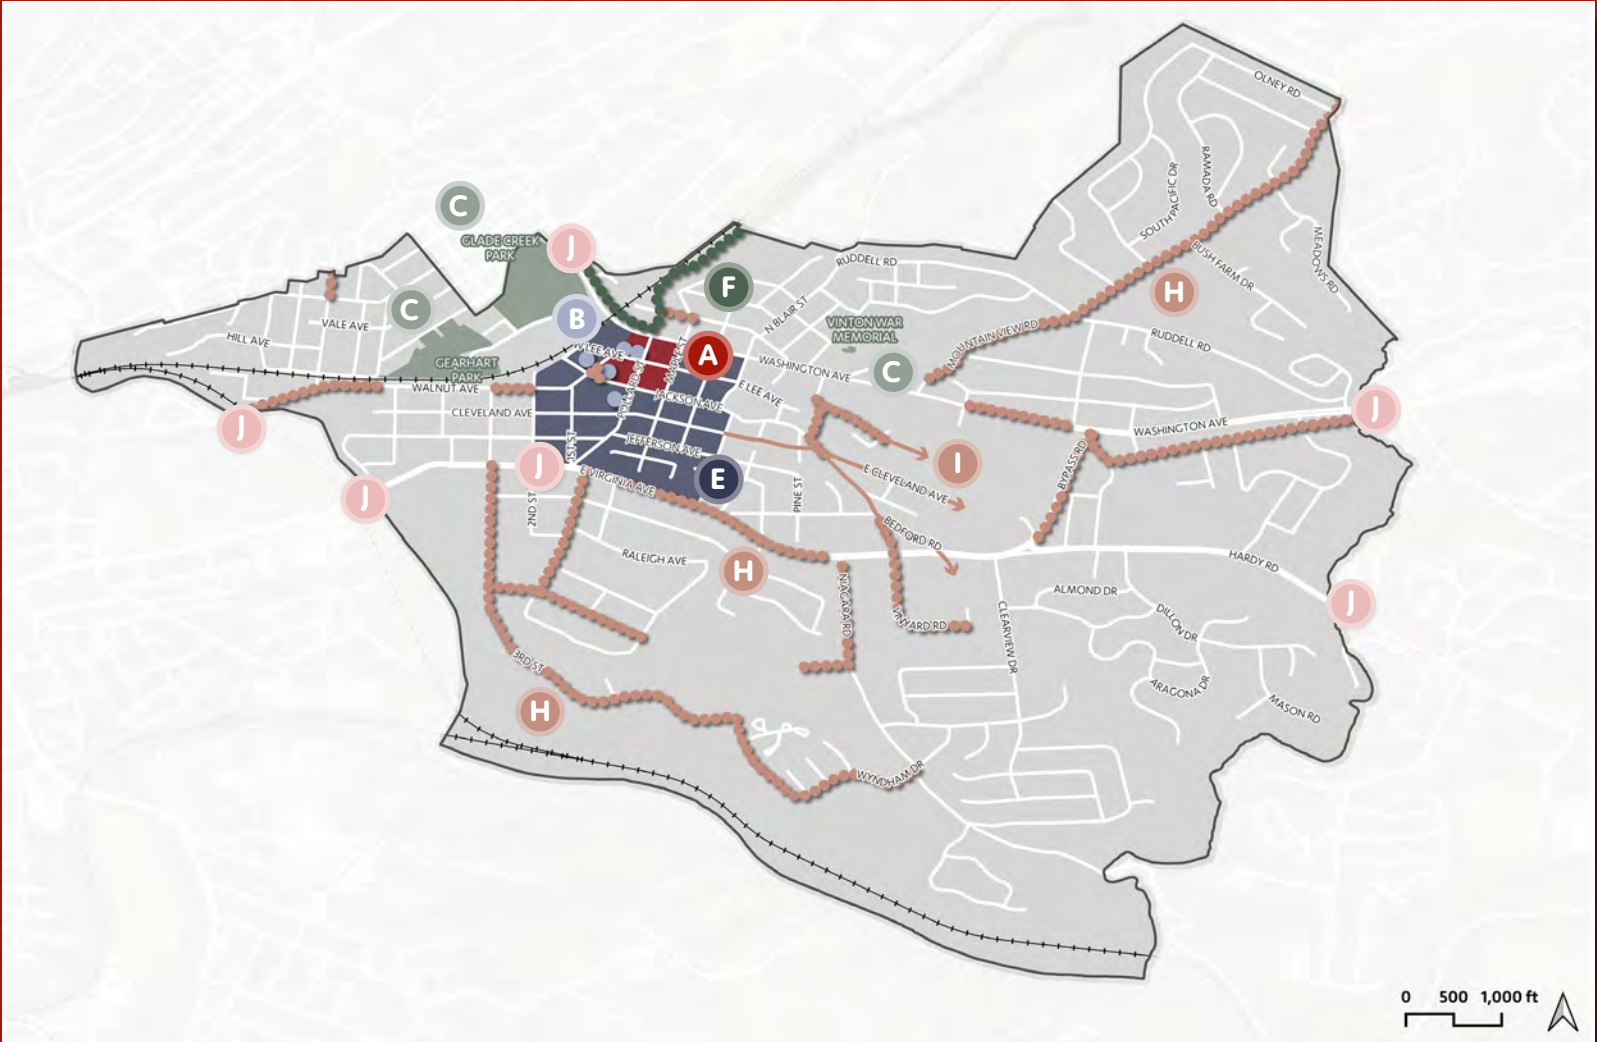 OLNEY RD
RAMADA RD
SOUTH PACIFIC DR
C
GLADE CREEK
PARK
J
RUDDELL RD
BUSH FARM DR
MEADOWS RD
F
H
C
B
N BLAIR ST
VINTON WAR
MEMORIAL
VALE AVE
HILL AVE
MOUNTAIN VIEW RD
RUDDELL RD
W LEE AVE
MAPLE ST
A
WASHINGTON AVE
C
GEARHART
PARK
WALNUT AVE
POLLARD ST
E LEE AVE
JACKSON AVE
CLEVELAND AVE
J
J
WASHINGTON AVE
1ST ST
JEFFERSON AVE
BYPASS RD
J
I
E CLEVELAND AVE
E
E VIRGINIA AVE
J
2ND ST
PINE ST
BEDFORD RD
RALEIGH AVE
HARDY RD
H
NIAGARA RD
ALMOND DR
J
VINYARD RD
CLEARVIEW DR
DILLON DR
3RD ST
ARAGONA DR
MASON RD
H
WYNDHAM DR
0 500 1,000 ft